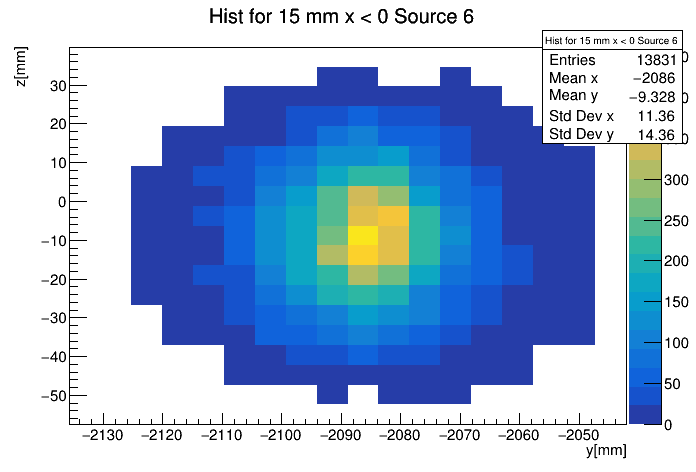 Hist for 15 mm x < 0 Source 6
z[mm]
Hist for 15 mm x < 0 Source 6
Entries 13831
Mean x −2086
Mean y −9.328
Std Dev x 11.36
Std Dev y 14.36
30
20
10
0
−10
−20
−30
−40
−50
300
250
200
150
100
50
0
−2130 −2120 −2110 −2100 −2090 −2080 −2070 −2060 −2050
y[mm]